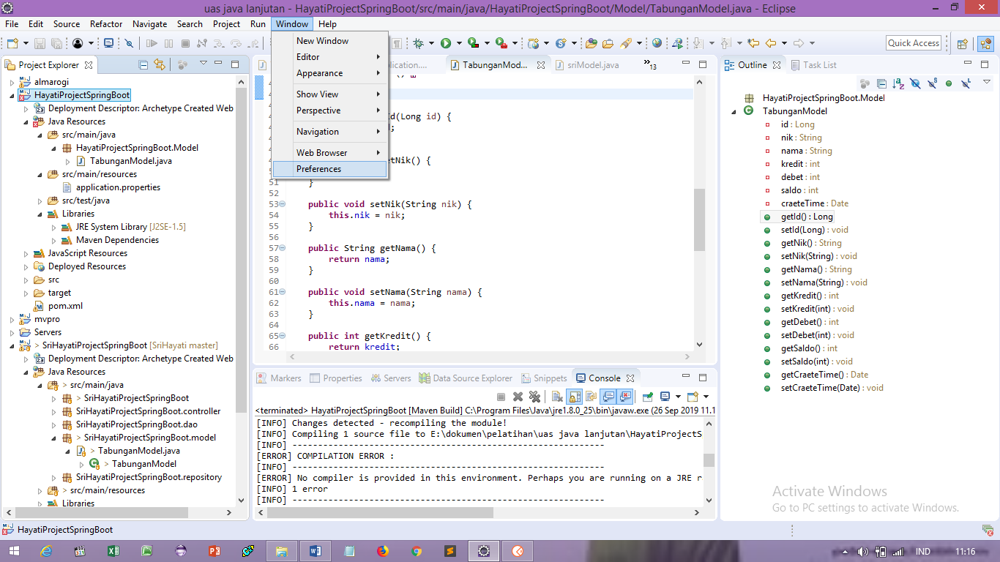 uas java lanjutan - HayatiProjectSpringBoot/src/main/java/HayatiProjectSpringBoot/Model/TabunganModel.java - Eclipse
File Edit Source Refactor Navigate Search Project Run Window Help
Quick Access
New Window
Editor
Appearance
Show View
Perspective
Navigation
Web Browser
Preferences
Project Explorer
almarogi
HayatiProjectSpringBoot
Deployment Descriptor: Archetype Created Web
Java Resources
src/main/java
HayatiProjectSpringBoot.Model
TabunganModel.java
src/main/resources
application.properties
src/test/java
Libraries
JRE System Library [J2SE-1.5]
Maven Dependencies
JavaScript Resources
Deployed Resources
src
target
pom.xml
mvpro
Servers
> SriHayatiProjectSpringBoot [SriHayati master]
Deployment Descriptor: Archetype Created Web
Java Resources
> src/main/java
> SriHayatiProjectSpringBoot
SriHayatiProjectSpringBoot.controller
SriHayatiProjectSpringBoot.dao
> SriHayatiProjectSpringBoot.model
> TabunganModel.java
> TabunganModel
SriHayatiProjectSpringBoot.repository
> src/main/resources
Libraries
lication.... TabunganMod... sriModel.java »13
d(Long id) {
;
tNik() {
51 }
52
53 public void setNik(String nik) {
54 this.nik = nik;
55 }
56
57 public String getNama() {
58 return nama;
59 }
60
61 public void setNama(String nama) {
62 this.nama = nama;
63 }
64
65 public int getKredit() {
66 return kredit;
Markers Properties Servers Data Source Explorer Snippets Console
<terminated> HayatiProjectSpringBoot [Maven Build] C:\Program Files\Java\jre1.8.0_25\bin\javaw.exe (26 Sep 2019 11.1
[INFO] Changes detected - recompiling the module!
[INFO] Compiling 1 source file to E:\dokumen\pelatihan\uas java lanjutan\HayatiProjectS
[INFO] -------------------------------------------------------------
[ERROR] COMPILATION ERROR :
[INFO] -------------------------------------------------------------
[ERROR] No compiler is provided in this environment. Perhaps you are running on a JRE r
[INFO] 1 error
[INFO] -------------------------------------------------------------
Outline Task List
HayatiProjectSpringBoot.Model
TabunganModel
id : Long
nik : String
nama : String
kredit : int
debet : int
saldo : int
craeteTime : Date
getId() : Long
setId(Long) : void
getNik() : String
setNik(String) : void
getNama() : String
setNama(String) : void
getKredit() : int
setKredit(int) : void
getDebet() : int
setDebet(int) : void
getSaldo() : int
setSaldo(int) : void
getCraeteTime() : Date
setCraeteTime(Date) : void
Activate Windows
Go to PC settings to activate Windows.
HayatiProjectSpringBoot
IND 11:16